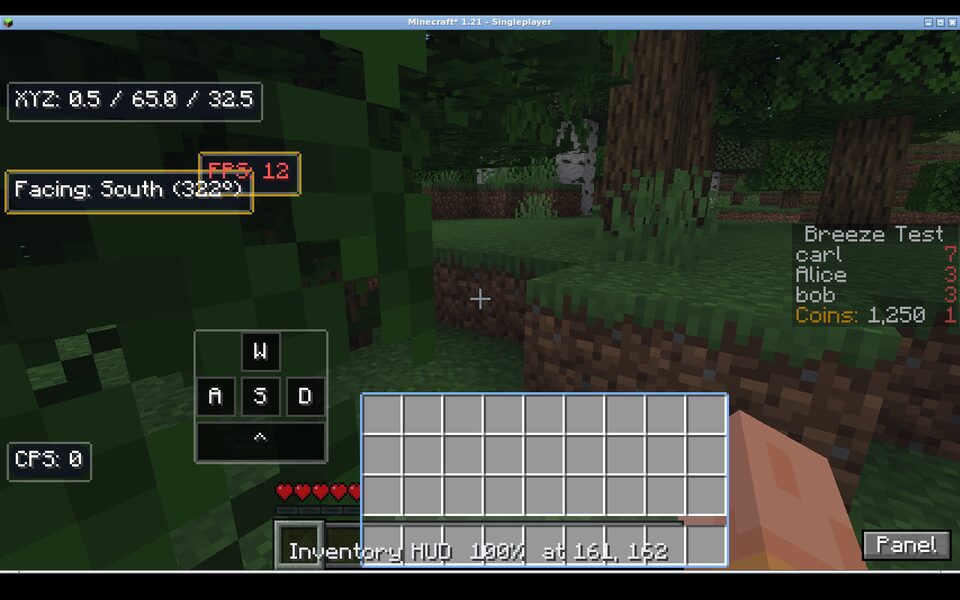 Minecraft* 1.21 - Singleplayer
XYZ: 0.5 / 65.0 / 32.5
FPS: 12
Facing: South (322°)
Breeze Test
carl 7
Alice 3
bob 3
Coins: 1,250 1
W
A S D
^
CPS: 0
Inventory HUD 100% at 161, 162
Panel